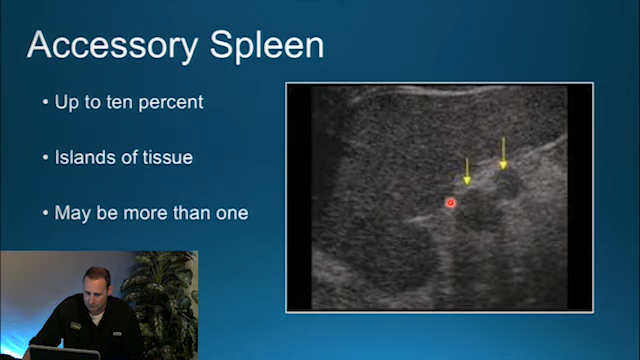 Accessory Spleen
• Up to ten percent
• Islands of tissue
• May be more than one